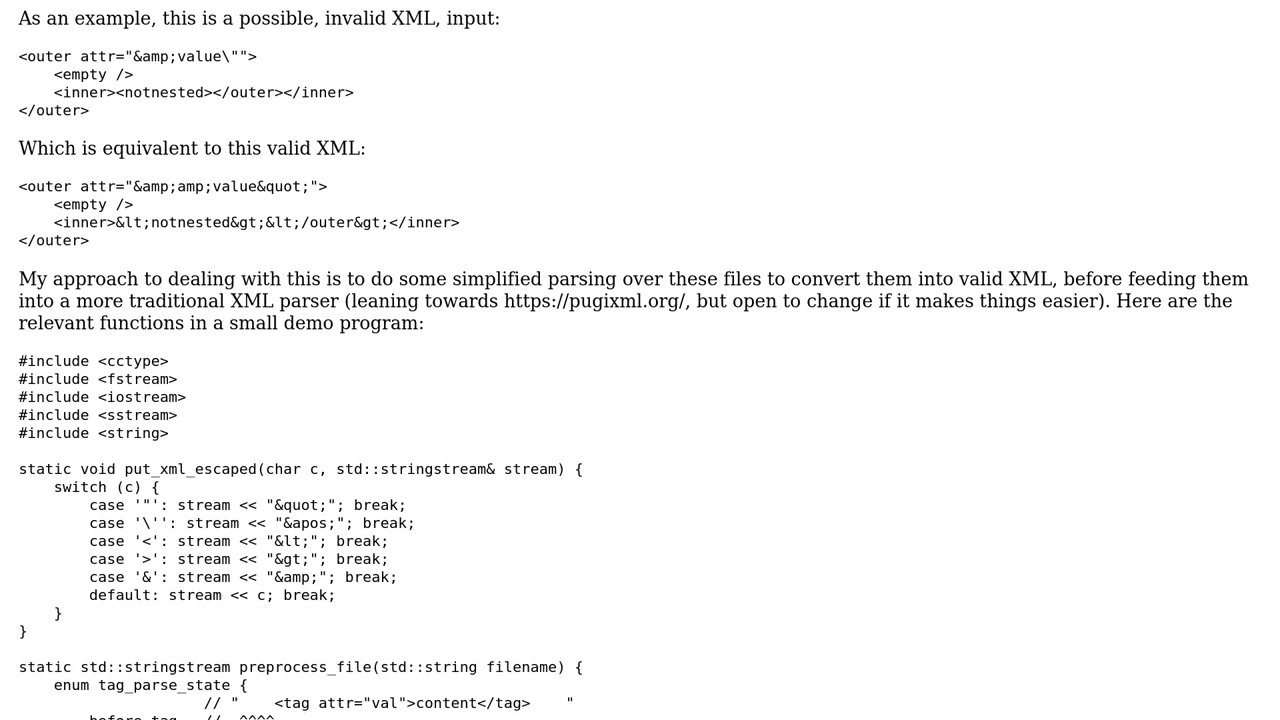 As an example, this is a possible, invalid XML, input:
<outer attr="&amp;value\"">
    <empty />
    <inner><notnested></outer></inner>
</outer>
Which is equivalent to this valid XML:
<outer attr="&amp;amp;value&quot;">
    <empty />
    <inner>&lt;notnested&gt;&lt;/outer&gt;</inner>
</outer>
My approach to dealing with this is to do some simplified parsing over these files to convert them into valid XML, before feeding them
into a more traditional XML parser (leaning towards https://pugixml.org/, but open to change if it makes things easier). Here are the
relevant functions in a small demo program:
#include <cctype>
#include <fstream>
#include <iostream>
#include <sstream>
#include <string>
static void put_xml_escaped(char c, std::stringstream& stream) {
    switch (c) {
        case '"': stream << "&quot;"; break;
        case '\'': stream << "&apos;"; break;
        case '<': stream << "&lt;"; break;
        case '>': stream << "&gt;"; break;
        case '&': stream << "&amp;"; break;
        default: stream << c; break;
    }
}
static std::stringstream preprocess_file(std::string filename) {
    enum tag_parse_state {
                     // "    <tag attr="val">content</tag>    "
        before_tag,  //  ^^^^